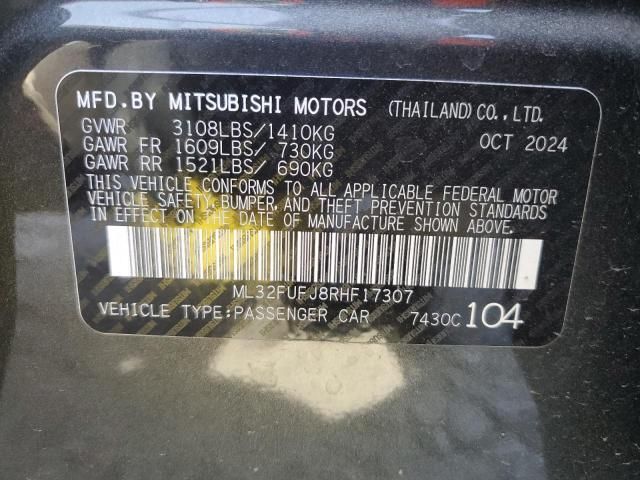 MFD.BY MITSUBISHI MOTORS (THAILAND)CO.,LTD.
GVWR 3108LBS/1410KG OCT 2024
GAWR FR 1609LBS/ 730KG
GAWR RR 1521LBS/ 690KG
THIS VEHICLE CONFORMS TO ALL APPLICABLE FEDERAL MOTOR
VEHICLE SAFETY, BUMPER, AND THEFT PREVENTION STANDARDS
IN EFFECT ON THE DATE OF MANUFACTURE SHOWN ABOVE.
ML32FUFJ8RHF17307
VEHICLE TYPE:PASSENGER CAR 7430C 104